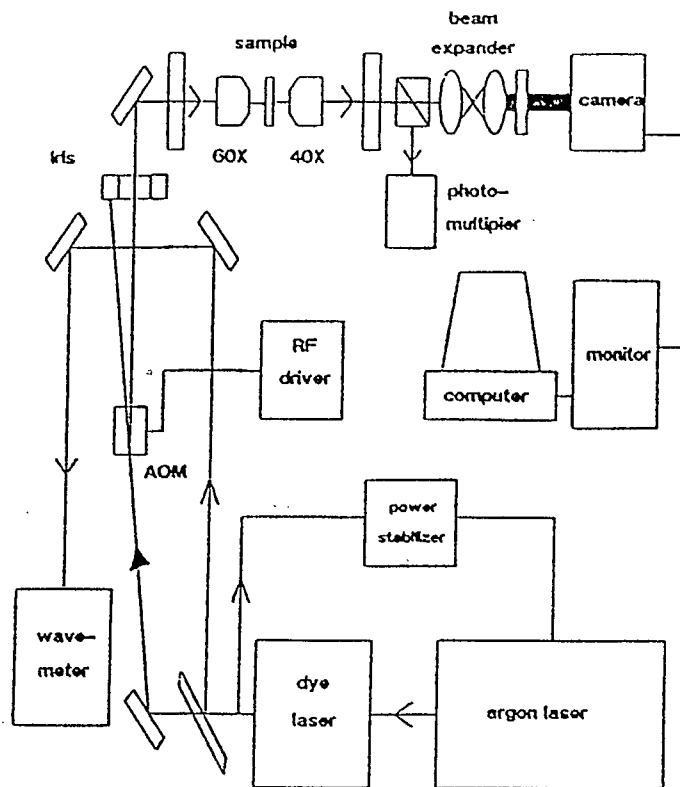 beam
expander
sample
camera
60X
40X
Iris
photo-
multipier
RF
driver
monitor
computer
AOM
power
stabilizer
wave-
meter
dye
laser
argon laser